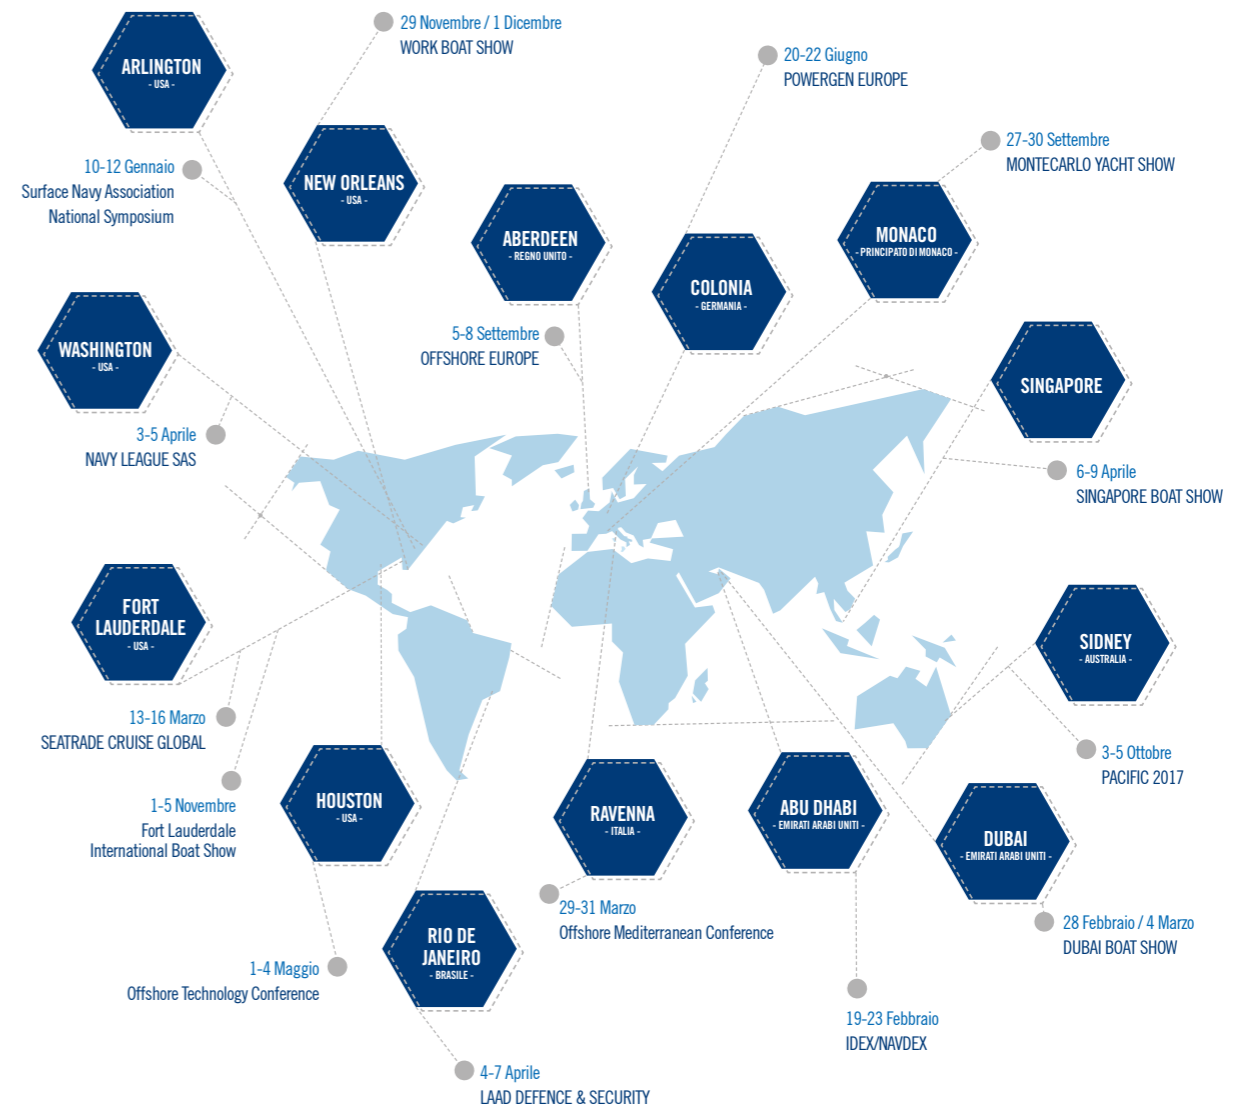 ARLINGTON
- USA -
10-12 Gennaio
Surface Navy Association
National Symposium
29 Novembre / 1 Dicembre
WORK BOAT SHOW
NEW ORLEANS
- USA -
20-22 Giugno
POWERGEN EUROPE
COLONIA
- GERMANIA -
27-30 Settembre
MONTECARLO YACHT SHOW
MONACO
- PRINCIPATO DI MONACO -
ABERDEEN
- REGNO UNITO -
5-8 Settembre
OFFSHORE EUROPE
WASHINGTON
- USA -
3-5 Aprile
NAVY LEAGUE SAS
SINGAPORE
6-9 Aprile
SINGAPORE BOAT SHOW
FORT
LAUDERDALE
- USA -
13-16 Marzo
SEATRADE CRUISE GLOBAL
1-5 Novembre
Fort Lauderdale
International Boat Show
SIDNEY
- AUSTRALIA -
3-5 Ottobre
PACIFIC 2017
HOUSTON
- USA -
1-4 Maggio
Offshore Technology Conference
RIO DE
JANEIRO
- BRASILE -
4-7 Aprile
LAAD DEFENCE & SECURITY
RAVENNA
- ITALIA -
29-31 Marzo
Offshore Mediterranean Conference
ABU DHABI
- EMIRATI ARABI UNITI -
19-23 Febbraio
IDEX/NAVDEX
DUBAI
- EMIRATI ARABI UNITI -
28 Febbraio / 4 Marzo
DUBAI BOAT SHOW